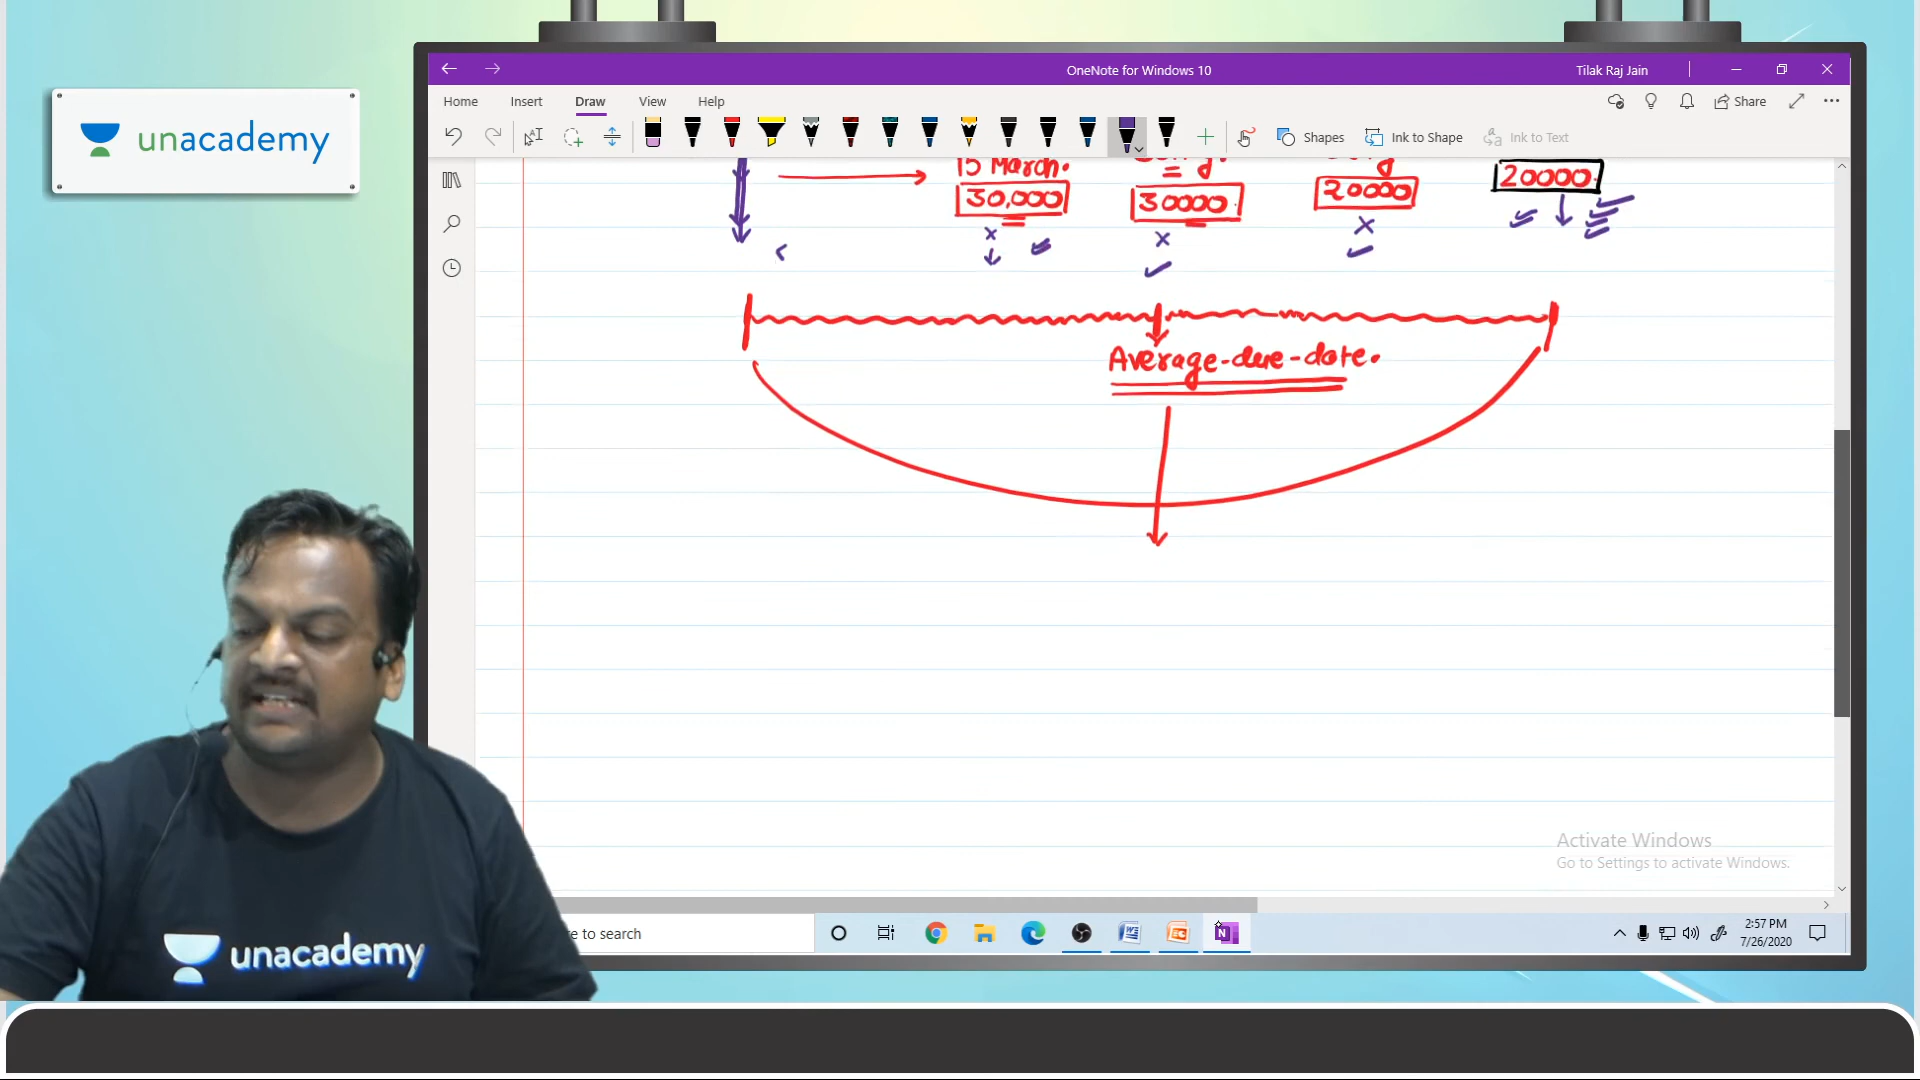 unacademy
OneNote for Windows 10
Tilak Raj Jain
Home Insert Draw View Help
Share
Shapes Ink to Shape Ink to Text
15 March.
20000.
30,000
30000.
20000
Average-due-date.
Activate Windows
Go to Settings to activate Windows.
unacademy
re to search
2:57 PM
7/26/2020